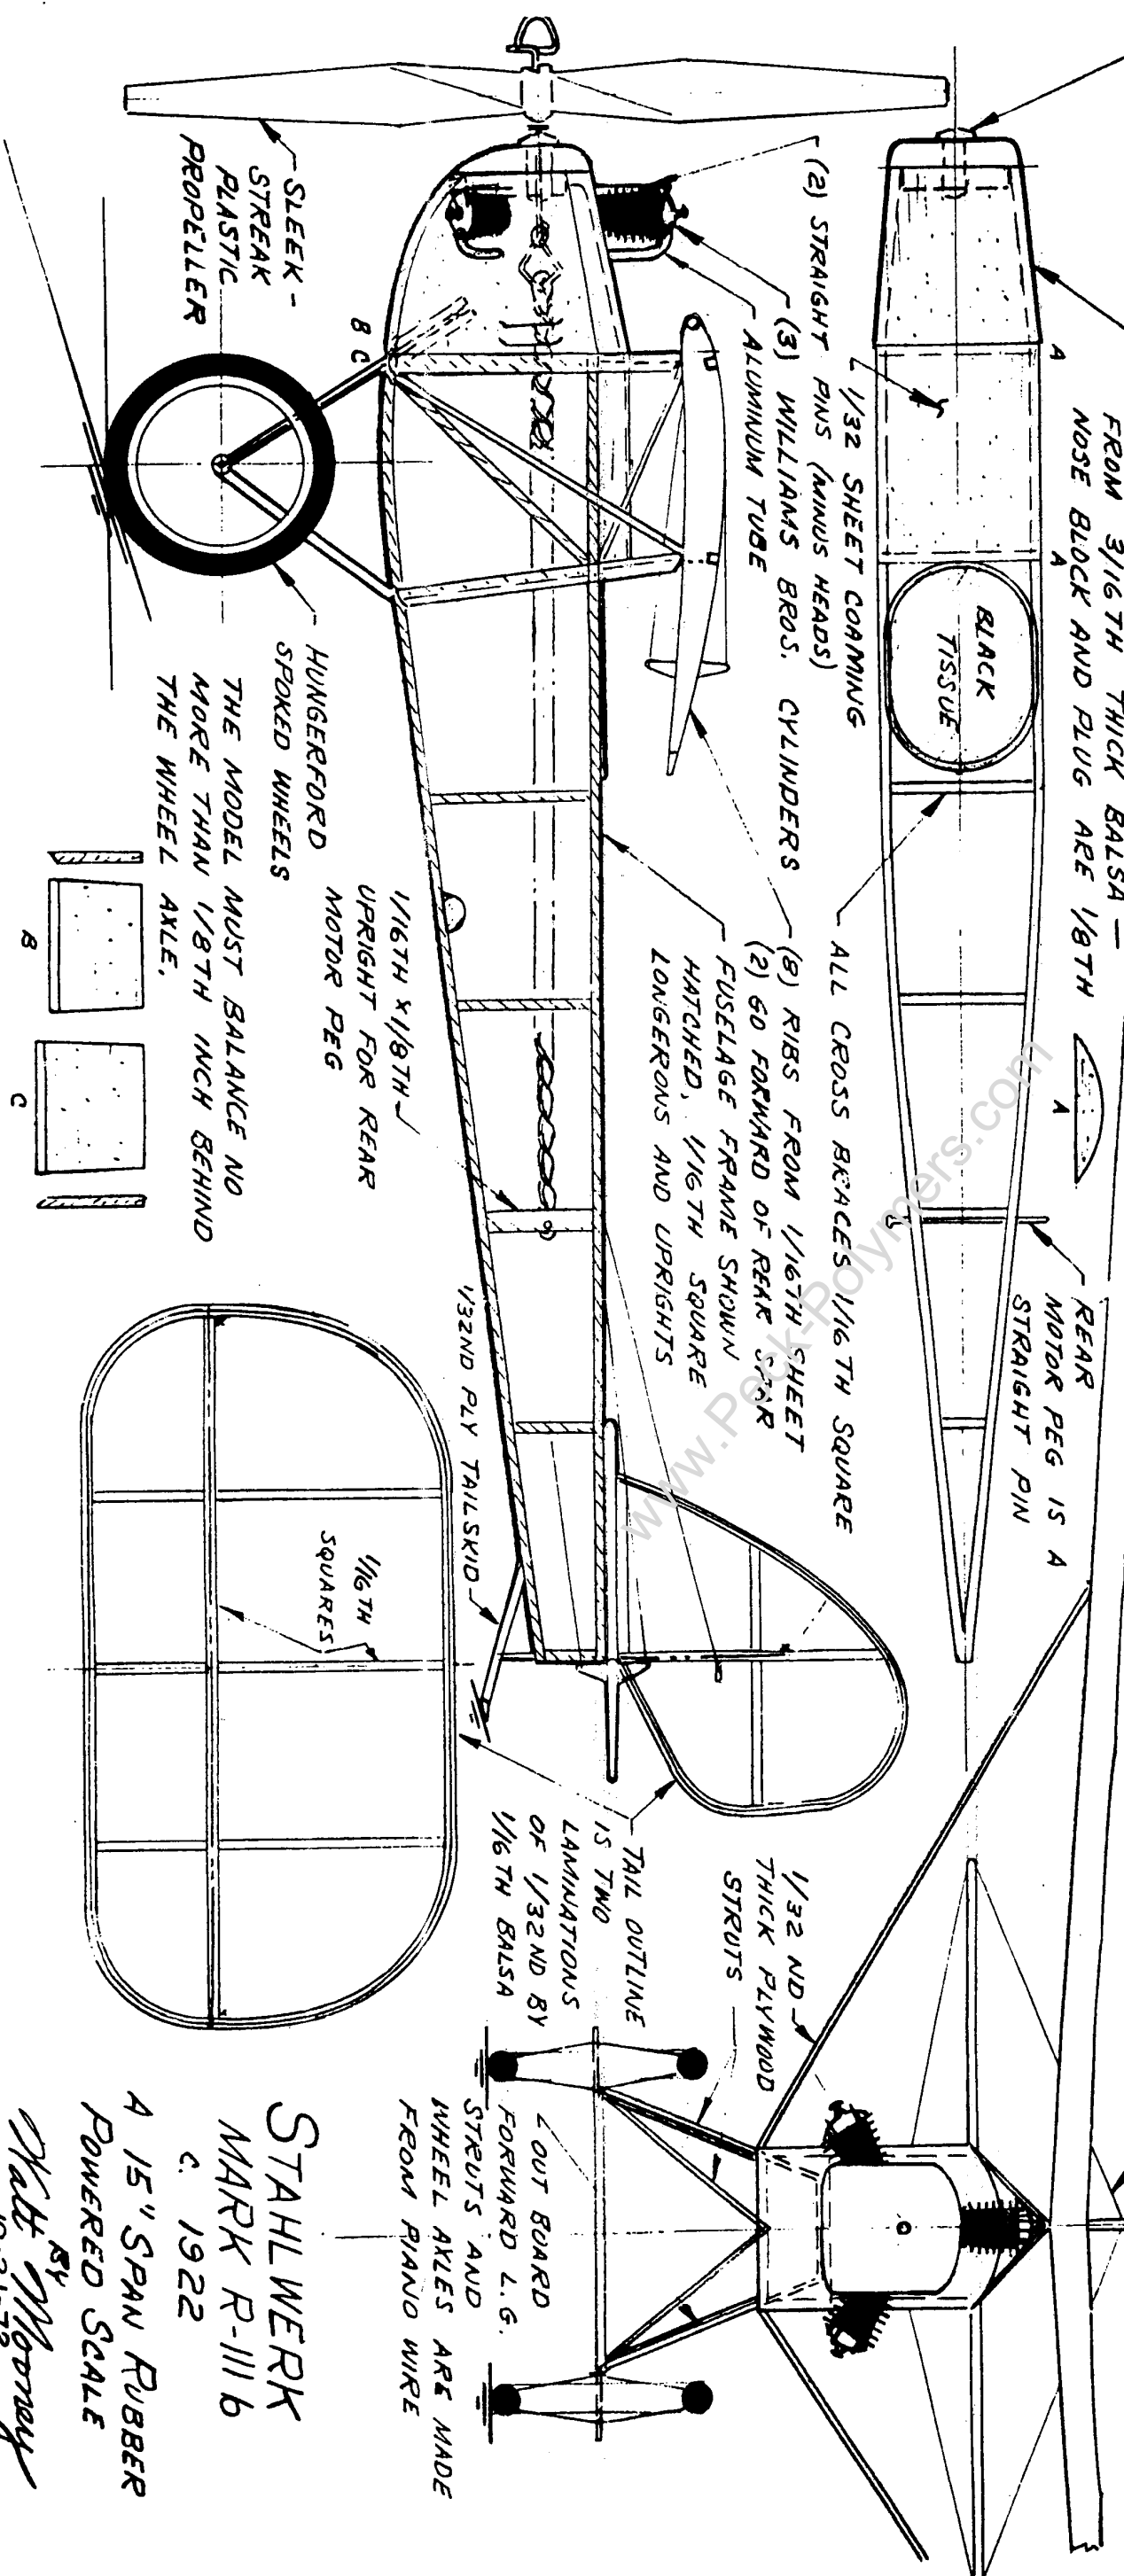 FROM 3/16TH THICK BALSA —
NOSE BLOCK AND PLUG ARE 1/8TH
A
A
A
BLACK
TISSUE
REAR
MOTOR PEG IS A
STRAIGHT PIN
1/32 SHEET COAMING
(2) STRAIGHT PINS (MINUS HEADS)
(3) WILLIAMS BROS. CYLINDERS
ALUMINUM TUBE
ALL CROSS BRACES 1/16TH SQUARE
(8) RIBS FROM 1/16TH SHEET
(2) GO FORWARD OF REAR SPAR
FUSELAGE FRAME SHOWN
HATCHED, 1/16TH SQUARE
LONGERONS AND UPRIGHTS
SLEEK-
STREAK
PLASTIC
PROPELLER
B C
HUNGERFORD
SPOKED WHEELS
THE MODEL MUST BALANCE NO
MORE THAN 1/8TH INCH BEHIND
THE WHEEL AXLE.
1/16TH X 1/8TH
UPRIGHT FOR REAR
MOTOR PEG
B
C
1/32ND PLY TAILSKID
1/16TH
SQUARES
TAIL OUTLINE
IS TWO
LAMINATIONS
OF 1/32ND BY
1/16TH BALSA
1/32ND
THICK PLYWOOD
STRUTS
OUT BOARD
FORWARD L.G.
STRUTS AND
WHEEL AXLES ARE MADE
FROM PIANO WIRE
STAHLWERK
MARK R-III b
C. 1922
A 15" SPAN RUBBER
POWERED SCALE
BY
Walt Mooney
www.Peck-Polymers.com